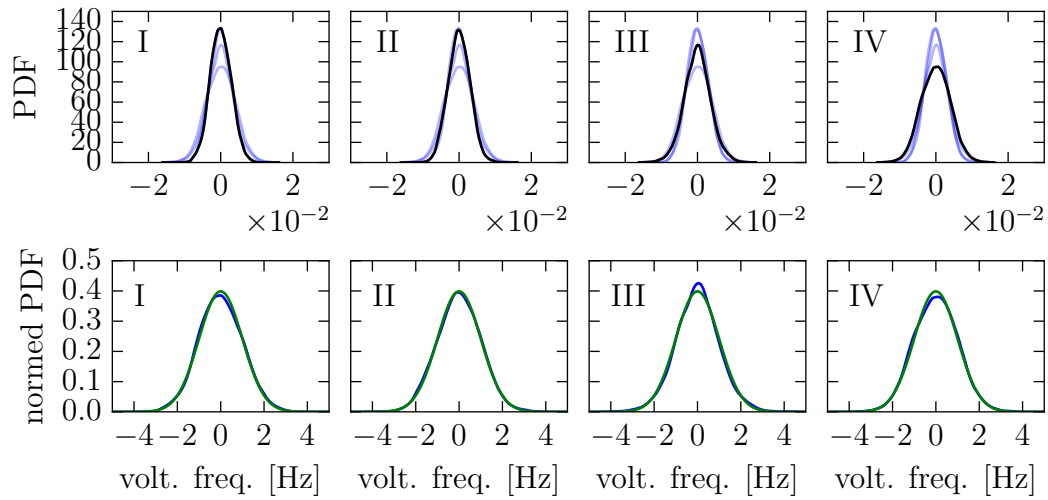 PDF
140
120
100
80
60
40
20
0
I
II
III
IV
−2 0 2
−2 0 2
−2 0 2
−2 0 2
×10−2
×10−2
×10−2
×10−2
normed PDF
0.5
0.4
0.3
0.2
0.1
0.0
I
II
III
IV
−4 −2 0 2 4
−4 −2 0 2 4
−4 −2 0 2 4
−4 −2 0 2 4
volt. freq. [Hz]
volt. freq. [Hz]
volt. freq. [Hz]
volt. freq. [Hz]